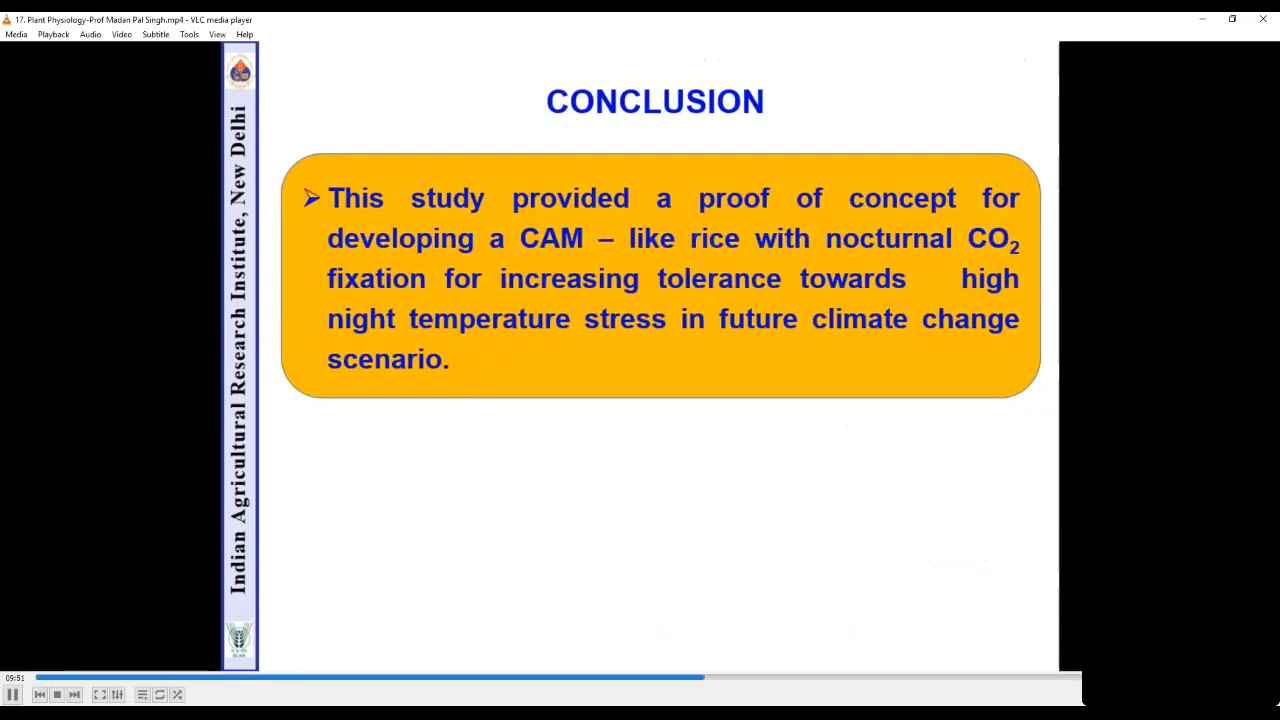 17. Plant Physiology-Prof Madan Pal Singh.mp4 - VLC media player
Media Playback Audio Video Subtitle Tools View Help
Indian Agricultural Research Institute, New Delhi
CONCLUSION
➢ This study provided a proof of concept for
developing a CAM – like rice with nocturnal CO₂
fixation for increasing tolerance towards high
night temperature stress in future climate change
scenario.
09:51